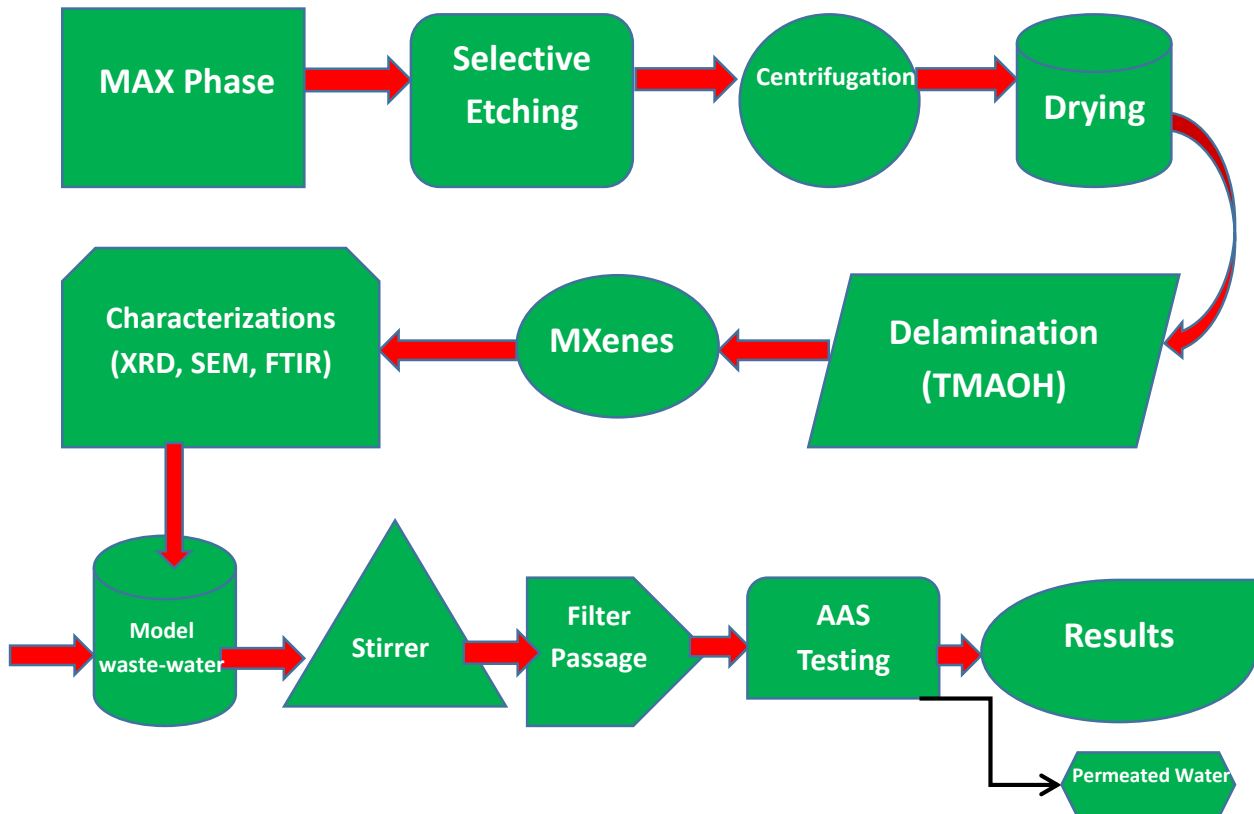 MAX Phase
Selective
Etching
Centrifugation
Drying
Characterizations
(XRD, SEM, FTIR)
MXenes
Delamination
(TMAOH)
Model
waste-water
Stirrer
Filter
Passage
AAS
Testing
Results
Permeated Water